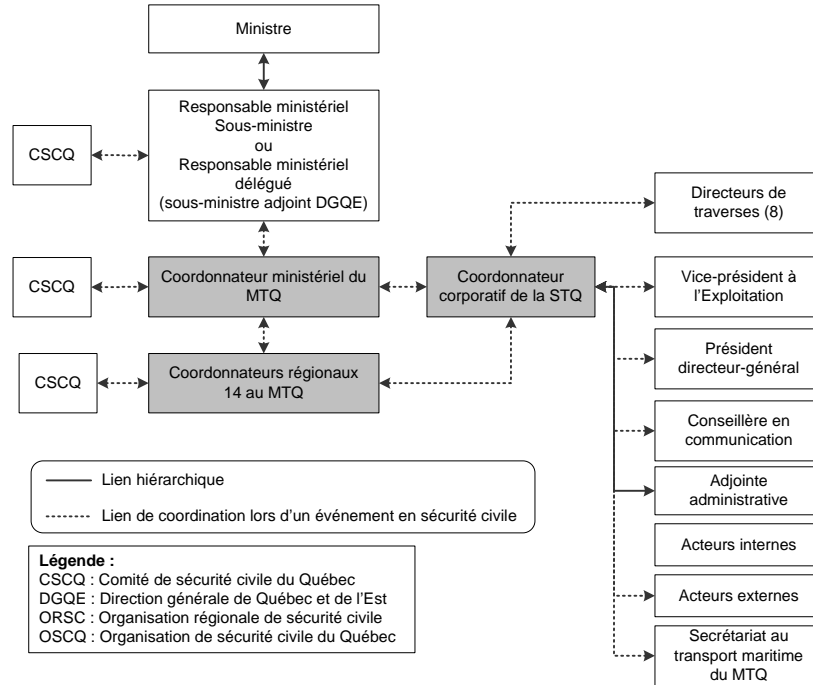 Ministre
Responsable ministériel
Sous-ministre
ou
Responsable ministériel
délégué
(sous-ministre adjoint DGQE)
CSCQ
Directeurs de
traverses (8)
CSCQ
Coordonnateur ministériel du
MTQ
Coordonnateur
corporatif de la STQ
Vice-président à
l'Exploitation
CSCQ
Coordonnateurs régionaux
14 au MTQ
Président
directeur-général
Conseillère en
communication
Adjointe
administrative
Acteurs internes
Acteurs externes
Secrétariat au
transport maritime
du MTQ
Lien hiérarchique
Lien de coordination lors d'un événement en sécurité civile
Légende :
CSCQ : Comité de sécurité civile du Québec
DGQE : Direction générale de Québec et de l'Est
ORSC : Organisation régionale de sécurité civile
OSCQ : Organisation de sécurité civile du Québec